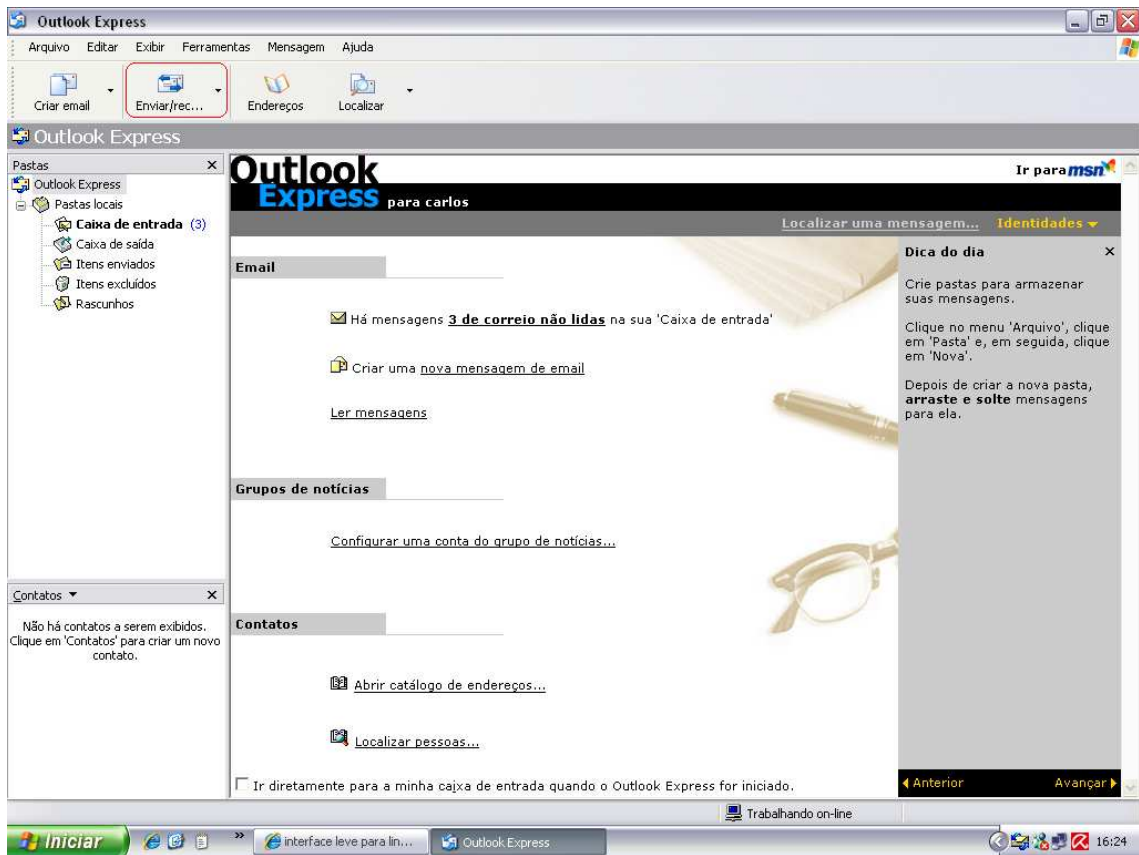 Outlook Express
Arquivo Editar Exibir Ferramentas Mensagem Ajuda
Criar email Enviar/rec... Endereços Localizar
Outlook Express
Pastas
Outlook Express
Pastas locais
Caixa de entrada (3)
Caixa de saída
Itens enviados
Itens excluídos
Rascunhos
Contatos
Não há contatos a serem exibidos.
Clique em 'Contatos' para criar um novo
contato.
Outlook
Express para carlos
Ir para msn
Localizar uma mensagem... Identidades
Email
Há mensagens 3 de correio não lidas na sua 'Caixa de entrada'
Criar uma nova mensagem de email
Ler mensagens
Grupos de notícias
Configurar uma conta do grupo de notícias...
Contatos
Abrir catálogo de endereços...
Localizar pessoas...
Ir diretamente para a minha caixa de entrada quando o Outlook Express for iniciado.
Dica do dia
Crie pastas para armazenar
suas mensagens.
Clique no menu 'Arquivo', clique
em 'Pasta' e, em seguida, clique
em 'Nova'.
Depois de criar a nova pasta,
arraste e solte mensagens
para ela.
Anterior Avançar
Trabalhando on-line
Iniciar
interface leve para lin...
Outlook Express
16:24